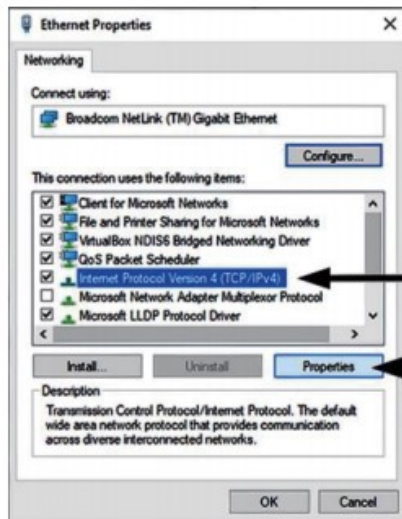 Ethernet Properties
Networking
Connect using:
Broadcom NetLink (TM) Gigabit Ethernet
Configure...
This connection uses the following items:
Client for Microsoft Networks
File and Printer Sharing for Microsoft Networks
VirtualBox NDIS6 Bridged Networking Driver
QoS Packet Scheduler
Internet Protocol Version 4 (TCP/IPv4)
Microsoft Network Adapter Multiplexor Protocol
Microsoft LLDP Protocol Driver
Install...
Uninstall
Properties
Description
Transmission Control Protocol/Internet Protocol. The default
wide area network protocol that provides communication
across diverse interconnected networks.
OK
Cancel